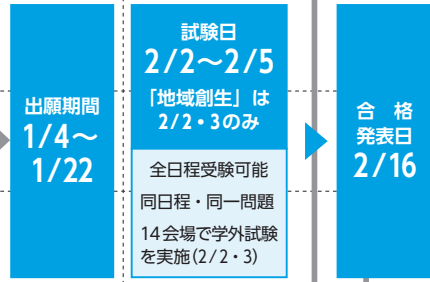 出願期間
1/4～
1/22
試験日
2/2～2/5
「地域創生」は
2/2・3のみ
全日程受験可能
同日程・同一問題
14会場で学外試験
を実施(2/2・3)
合 格
発表日
2/16